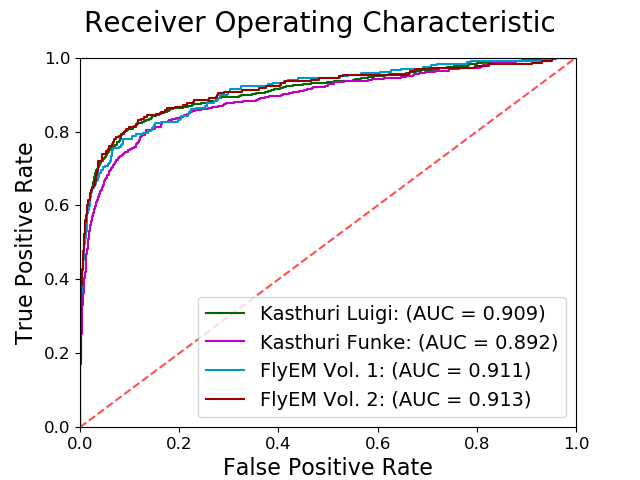 Receiver Operating Characteristic
True Positive Rate
1.0
0.8
0.6
0.4
0.2
0.0
Kasthuri Luigi: (AUC = 0.909)
Kasthuri Funke: (AUC = 0.892)
FlyEM Vol. 1: (AUC = 0.911)
FlyEM Vol. 2: (AUC = 0.913)
0.0 0.2 0.4 0.6 0.8 1.0
False Positive Rate